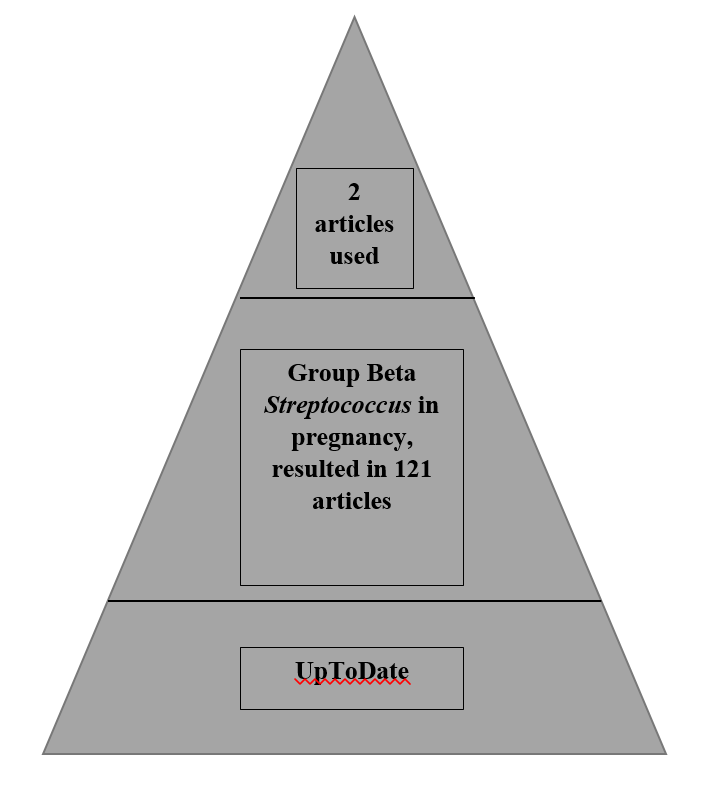 2
articles
used
Group Beta
Streptococcus in
pregnancy,
resulted in 121
articles
UpToDate